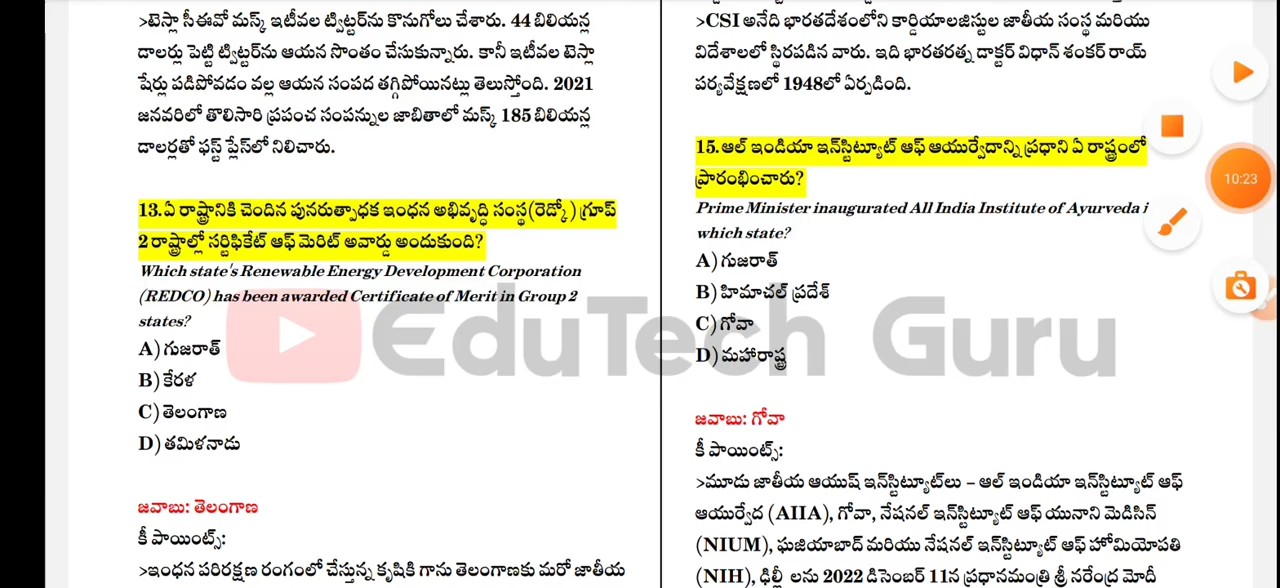 >టెస్లా సీఈవో మస్క్ ఇటీవల ట్విట్టర్‌ను కొనుగోలు చేశారు. 44 బిలియన్ల
డాలర్లు పెట్టి ట్విట్టర్‌ను ఆయన సొంతం చేసుకున్నారు. కానీ ఇటీవల టెస్లా
షేర్లు పడిపోవడం వల్ల ఆయన సంపద తగ్గిపోయినట్లు తెలుస్తోంది. 2021
జనవరిలో తొలిసారి ప్రపంచ సంపన్నుల జాబితాలో మస్క్ 185 బిలియన్ల
డాలర్లతో ఫస్ట్ ప్లేస్‌లో నిలిచారు.
13.ఏ రాష్ట్రానికి చెందిన పునరుత్పాధక ఇంధన అభివృద్ధి సంస్థ(రెడ్కో) గ్రూప్
2 రాష్ట్రాల్లో సర్టిఫికేట్ ఆఫ్ మెరిట్ అవార్డు అందుకుంది?
Which state's Renewable Energy Development Corporation
(REDCO) has been awarded Certificate of Merit in Group 2
states?
A) గుజరాత్
B) కేరళ
C) తెలంగాణ
D) తమిళనాడు
జవాబు: తెలంగాణ
కీ పాయింట్స్:
>ఇంధన పరిరక్షణ రంగంలో చేస్తున్న కృషికి గాను తెలంగాణకు మరో జాతీయ
>CSI అనేది భారతదేశంలోని కార్డియాలజిస్టుల జాతీయ సంస్థ మరియు
విదేశాలలో స్థిరపడిన వారు. ఇది భారతరత్న డాక్టర్ విధాన్ శంకర్ రాయ్
పర్యవేక్షణలో 1948లో ఏర్పడింది.
15.ఆల్ ఇండియా ఇన్‌స్టిట్యూట్ ఆఫ్ ఆయుర్వేదాన్ని ప్రధాని ఏ రాష్ట్రంలో
ప్రారంభించారు?
Prime Minister inaugurated All India Institute of Ayurveda i
which state?
A) గుజరాత్
B) హిమాచల్ ప్రదేశ్
C) గోవా
D) మహారాష్ట్ర
జవాబు: గోవా
కీ పాయింట్స్:
>మూడు జాతీయ ఆయుష్ ఇన్‌స్టిట్యూట్‌లు – ఆల్ ఇండియా ఇన్‌స్టిట్యూట్ ఆఫ్
ఆయుర్వేద (AIIA), గోవా, నేషనల్ ఇన్‌స్టిట్యూట్ ఆఫ్ యునాని మెడిసిన్
(NIUM), ఘజియాబాద్ మరియు నేషనల్ ఇన్‌స్టిట్యూట్ ఆఫ్ హోమియోపతి
(NIH), ఢిల్లీ లను 2022 డిసెంబర్ 11న ప్రధానమంత్రి శ్రీ నరేంద్ర మోదీ
EduTech Guru
10:23